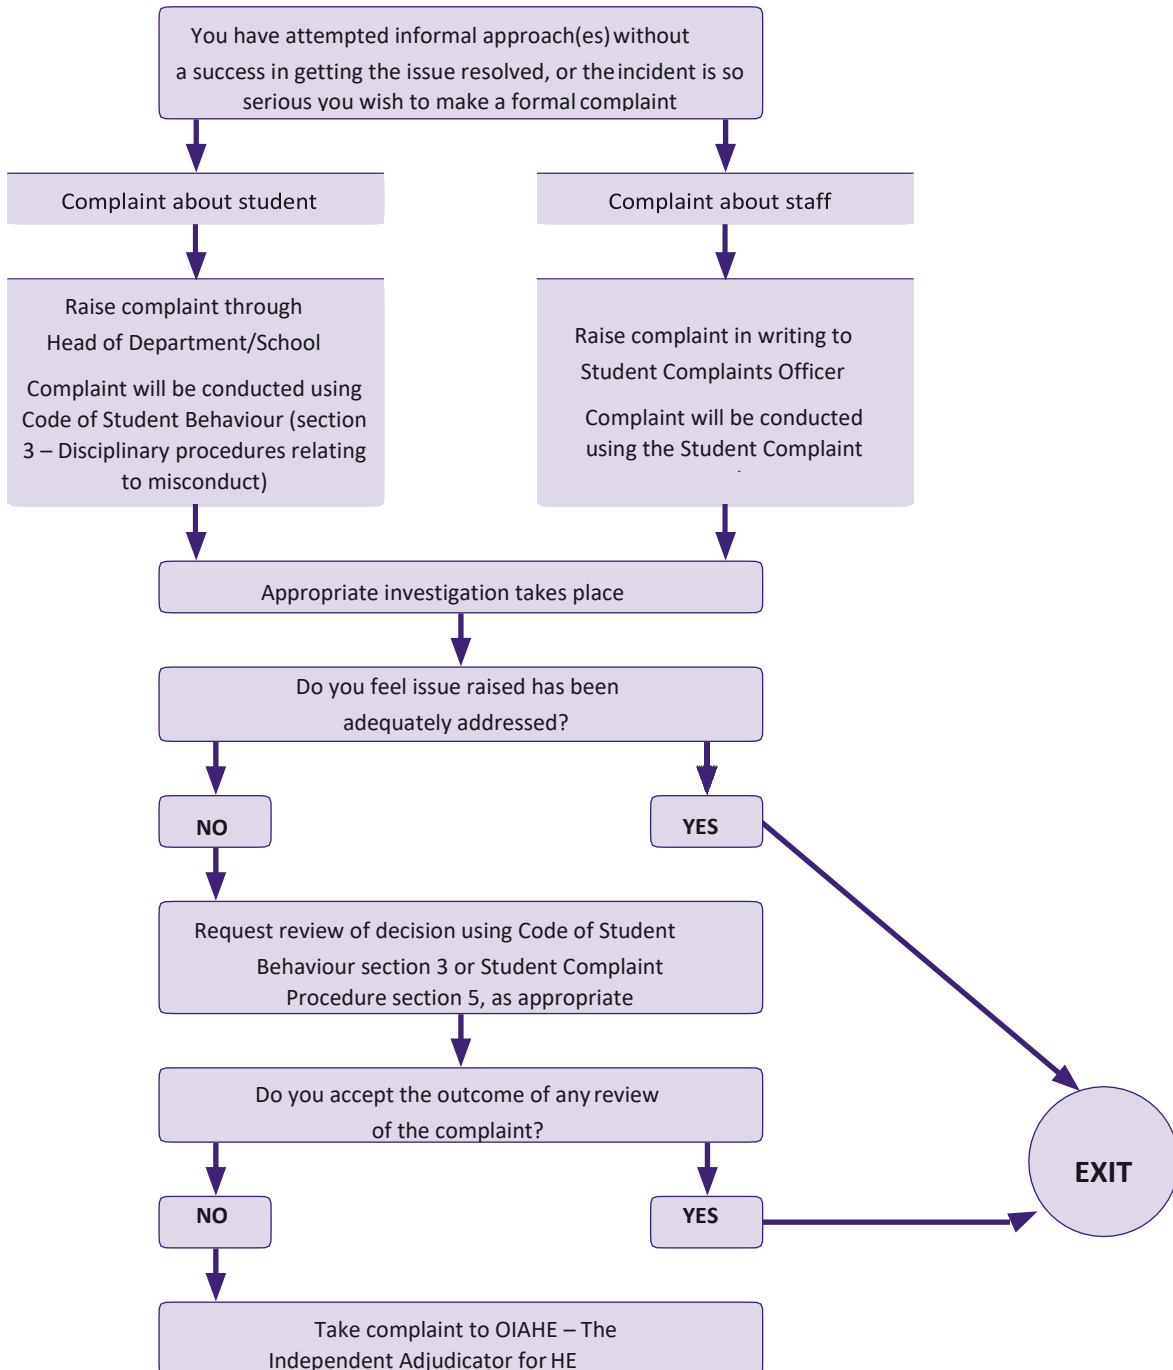 You have attempted informal approach(es) without
a success in getting the issue resolved, or the incident is so
serious you wish to make a formal complaint
Complaint about student
Complaint about staff
Raise complaint through
Head of Department/School
Complaint will be conducted using
Code of Student Behaviour (section
3 – Disciplinary procedures relating
to misconduct)
Raise complaint in writing to
Student Complaints Officer
Complaint will be conducted
using the Student Complaint
Appropriate investigation takes place
Do you feel issue raised has been
adequately addressed?
NO
YES
Request review of decision using Code of Student
Behaviour section 3 or Student Complaint
Procedure section 5, as appropriate
Do you accept the outcome of any review
of the complaint?
EXIT
NO
YES
Take complaint to OIAHE – The
Independent Adjudicator for HE